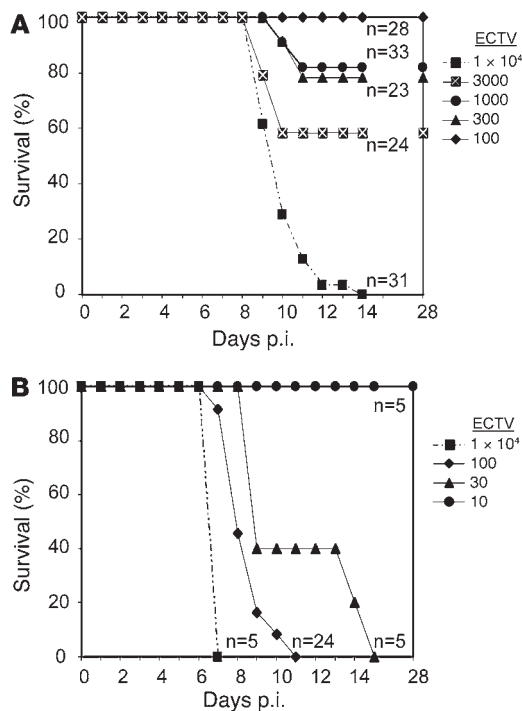 A
100
80
60
40
20
0
Survival (%)
n=28
n=33
n=23
n=24
n=31
0 2 4 6 8 10 12 14 28
Days p.i.
ECTV
1 × 10⁴
3000
1000
300
100
B
100
80
60
40
20
0
Survival (%)
n=5
n=5
n=24
n=5
0 2 4 6 8 10 12 14 28
Days p.i.
ECTV
1 × 10⁴
100
30
10